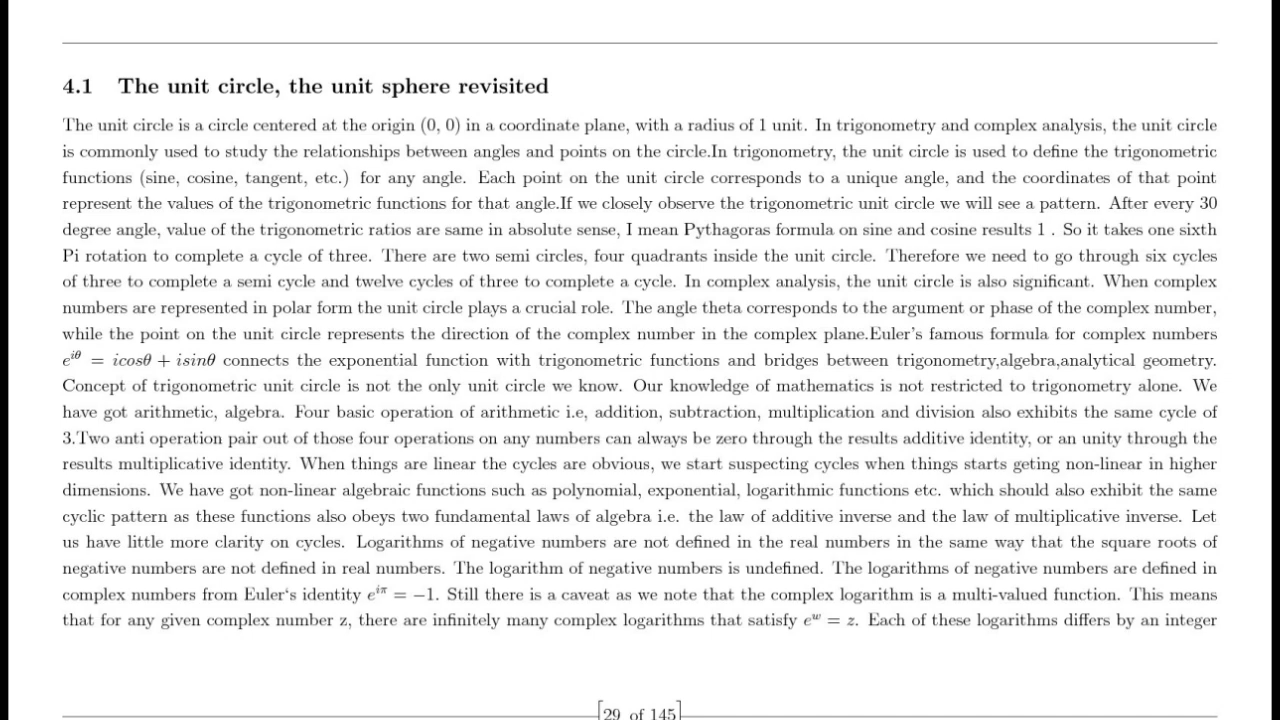 4.1 The unit circle, the unit sphere revisited
The unit circle is a circle centered at the origin (0, 0) in a coordinate plane, with a radius of 1 unit. In trigonometry and complex analysis, the unit circle
is commonly used to study the relationships between angles and points on the circle.In trigonometry, the unit circle is used to define the trigonometric
functions (sine, cosine, tangent, etc.) for any angle. Each point on the unit circle corresponds to a unique angle, and the coordinates of that point
represent the values of the trigonometric functions for that angle.If we closely observe the trigonometric unit circle we will see a pattern. After every 30
degree angle, value of the trigonometric ratios are same in absolute sense, I mean Pythagoras formula on sine and cosine results 1 . So it takes one sixth
Pi rotation to complete a cycle of three. There are two semi circles, four quadrants inside the unit circle. Therefore we need to go through six cycles
of three to complete a semi cycle and twelve cycles of three to complete a cycle. In complex analysis, the unit circle is also significant. When complex
numbers are represented in polar form the unit circle plays a crucial role. The angle theta corresponds to the argument or phase of the complex number,
while the point on the unit circle represents the direction of the complex number in the complex plane.Euler's famous formula for complex numbers
e^{iθ} = icosθ + isinθ connects the exponential function with trigonometric functions and bridges between trigonometry,algebra,analytical geometry.
Concept of trigonometric unit circle is not the only unit circle we know. Our knowledge of mathematics is not restricted to trigonometry alone. We
have got arithmetic, algebra. Four basic operation of arithmetic i.e, addition, subtraction, multiplication and division also exhibits the same cycle of
3.Two anti operation pair out of those four operations on any numbers can always be zero through the results additive identity, or an unity through the
results multiplicative identity. When things are linear the cycles are obvious, we start suspecting cycles when things starts geting non-linear in higher
dimensions. We have got non-linear algebraic functions such as polynomial, exponential, logarithmic functions etc. which should also exhibit the same
cyclic pattern as these functions also obeys two fundamental laws of algebra i.e. the law of additive inverse and the law of multiplicative inverse. Let
us have little more clarity on cycles. Logarithms of negative numbers are not defined in the real numbers in the same way that the square roots of
negative numbers are not defined in real numbers. The logarithm of negative numbers is undefined. The logarithms of negative numbers are defined in
complex numbers from Euler‘s identity e^{iπ} = −1. Still there is a caveat as we note that the complex logarithm is a multi-valued function. This means
that for any given complex number z, there are infinitely many complex logarithms that satisfy e^w = z. Each of these logarithms differs by an integer
[29 of 145]